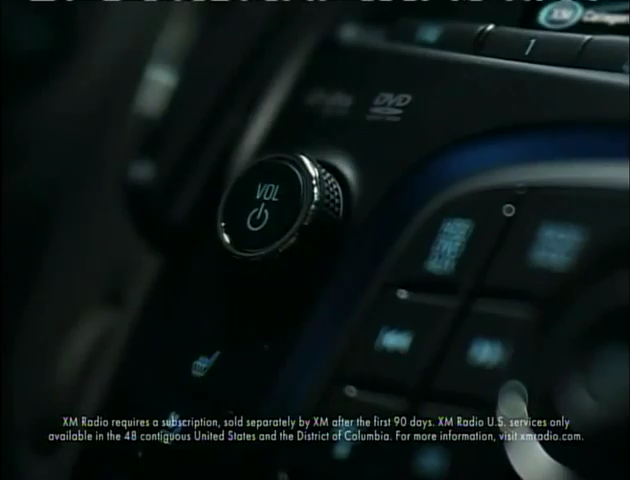 XM
1
DVD
VOL
XM Radio requires a subscription, sold separately by XM after the first 90 days. XM Radio U.S. services only
available in the 48 contiguous United States and the District of Columbia. For more information, visit xmradio.com.